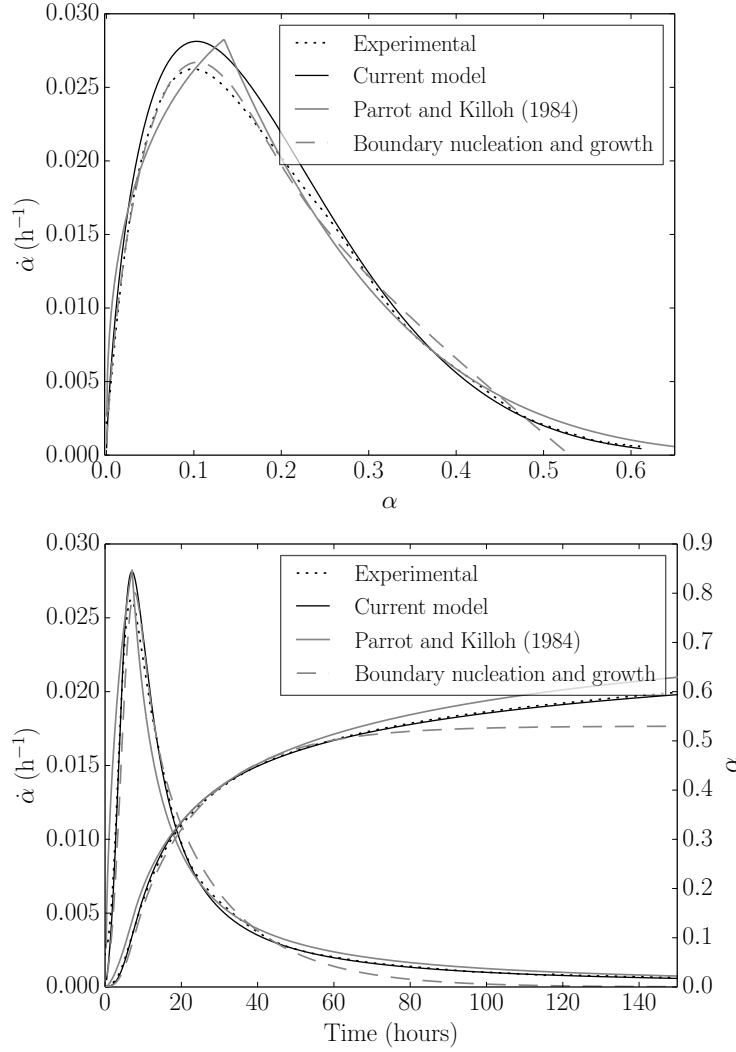 0.030
Experimental
Current model
Parrot and Killoh (1984)
Boundary nucleation and growth
0.025
0.020
0.015
0.010
0.005
0.000
α̇ (h⁻¹)
0.0 0.1 0.2 0.3 0.4 0.5 0.6
α
0.030 0.9
Experimental
Current model
Parrot and Killoh (1984)
Boundary nucleation and growth
0.025 0.8
0.7
0.020 0.6
0.015 0.5
0.4
0.010 0.3
0.005 0.2
0.1
0.000 0.0
α̇ (h⁻¹)
α
0 20 40 60 80 100 120 140
Time (hours)